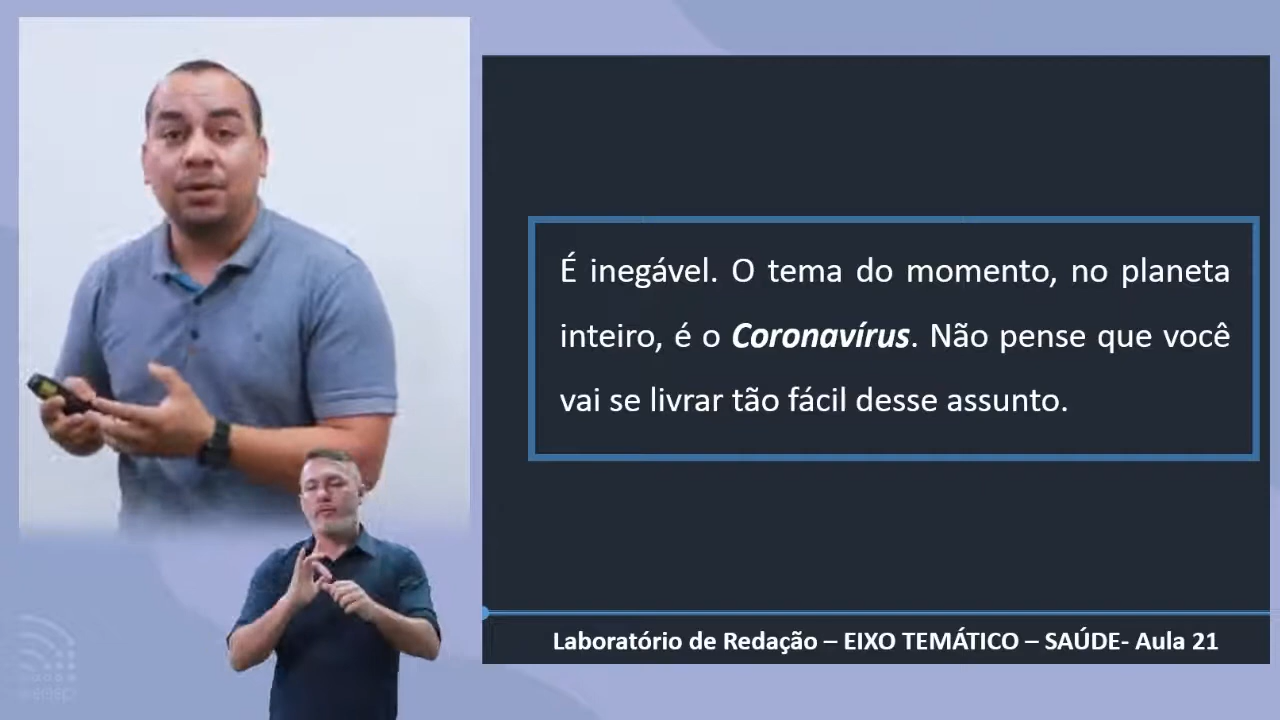 É inegável. O tema do momento, no planeta
inteiro, é o Coronavírus. Não pense que você
vai se livrar tão fácil desse assunto.
Laboratório de Redação – EIXO TEMÁTICO – SAÚDE- Aula 21